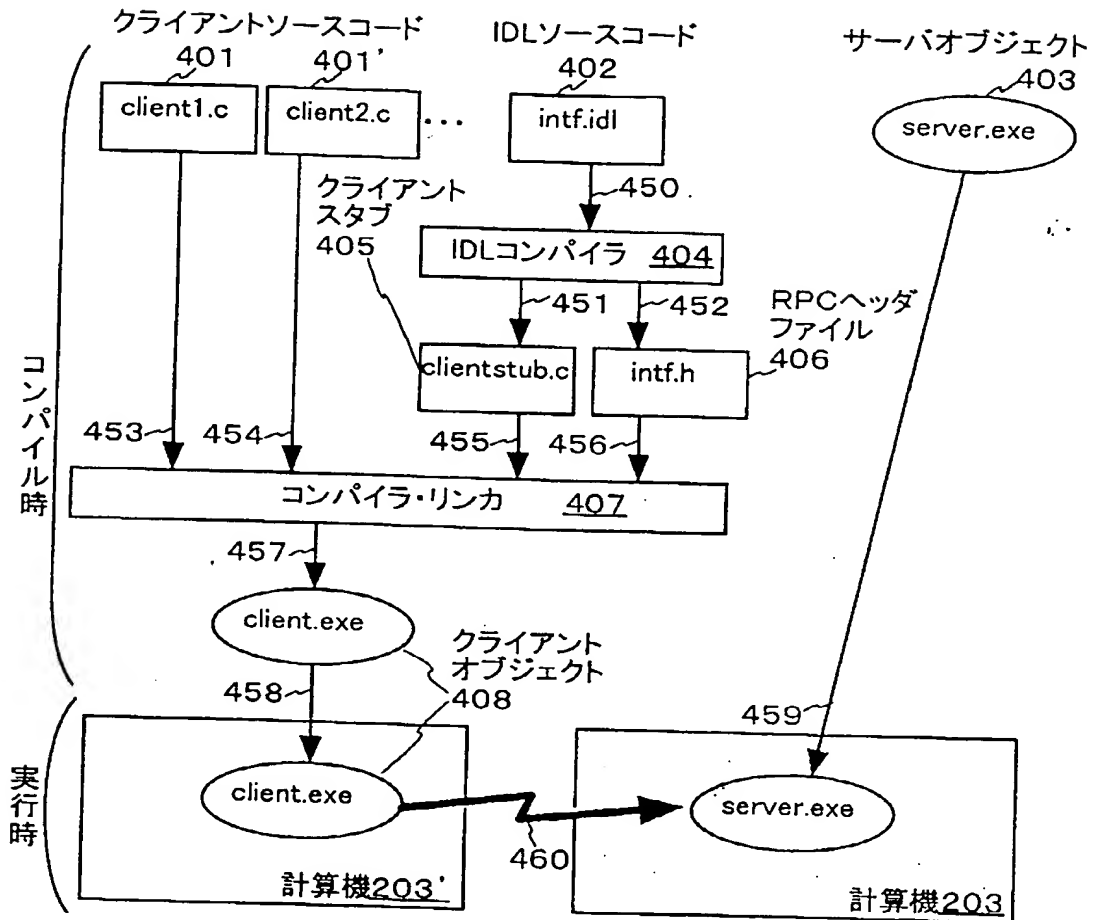 クライアントソースコード
401
401'
IDLソースコード
402
サーバオブジェクト
403
client1.c
client2.c
...
intf.idl
server.exe
450
クライアント
スタブ
405
IDLコンパイラ 404
451
452
RPCヘッダ
ファイル
406
clientstub.c
intf.h
コンパイル時
453
454
455
456
コンパイラ・リンカ 407
457
client.exe
クライアント
オブジェクト
408
458
459
実行時
client.exe
server.exe
460
計算機203'
計算機203